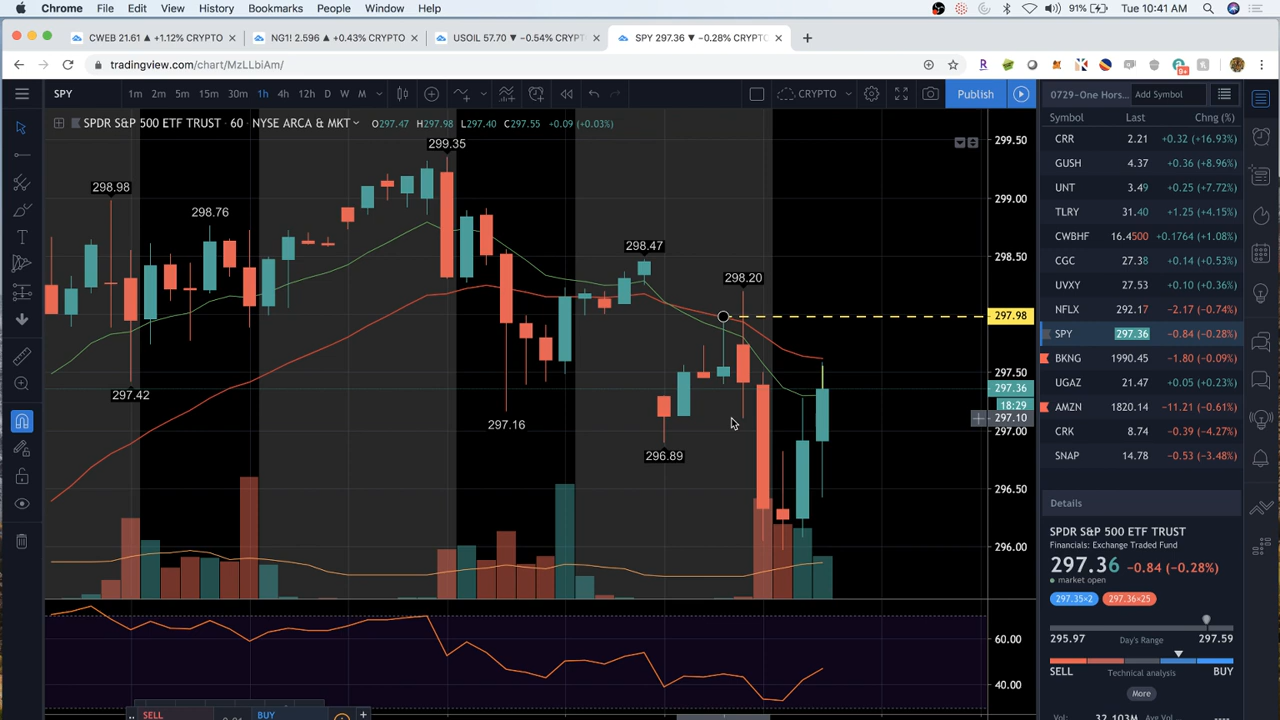 Chrome File Edit View History Bookmarks People Window Help 91% Tue 10:41 AM
CWEB 21.61 ▲ +1.12% CRYPTO × NG1! 2.596 ▲ +0.43% CRYPTO × USOIL 57.70 ▼ −0.54% CRYPTO × SPY 297.36 ▼ −0.28% CRYPTO × +
tradingview.com/chart/MzLLbiAm/
SPY 1m 2m 5m 15m 30m 1h 4h 12h D W M CRYPTO Publish
0729-One Hors... Add Symbol
SPDR S&P 500 ETF TRUST · 60 · NYSE ARCA & MKT O297.47 H297.98 L297.40 C297.55 +0.09 (+0.03%)
Symbol Last Chng (%)
CRR 2.21 +0.32 (+16.93%)
GUSH 4.37 +0.36 (+8.96%)
UNT 3.49 +0.25 (+7.72%)
TLRY 31.40 +1.25 (+4.15%)
CWBHF 16.4500 +0.1764 (+1.08%)
CGC 27.38 +0.14 (+0.53%)
UVXY 27.53 +0.10 (+0.36%)
NFLX 292.17 −2.17 (−0.74%)
SPY 297.36 −0.84 (−0.28%)
BKNG 1990.45 −1.80 (−0.09%)
UGAZ 21.47 +0.05 (+0.23%)
AMZN 1820.14 −11.21 (−0.61%)
CRK 8.74 −0.39 (−4.27%)
SNAP 14.78 −0.53 (−3.48%)
299.35
298.98
298.76
298.47
298.20
297.42
297.16
296.89
299.50
299.00
298.50
297.98
297.50
297.36
18:29
297.10
297.00
296.50
296.00
60.00
40.00
Details
SPDR S&P 500 ETF TRUST
Financials: Exchange Traded Fund
297.36 −0.84 (−0.28%)
market open
297.35×2 297.36×25
295.97 Day's Range 297.59
SELL Technical analysis BUY
More
SELL BUY